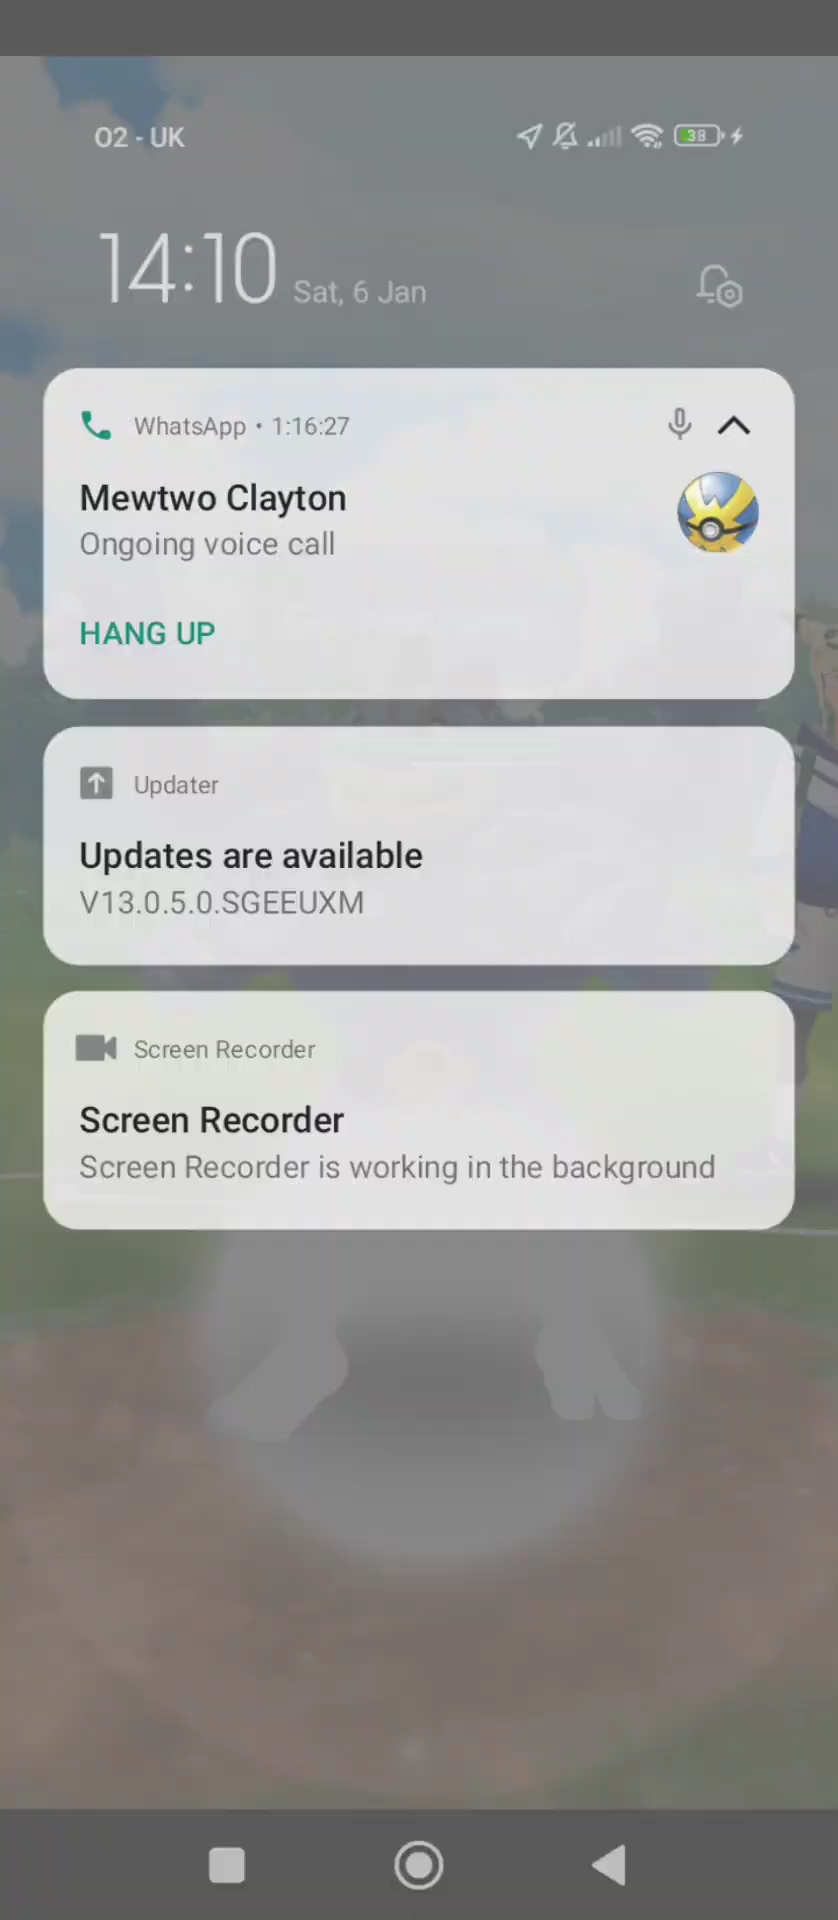 O2 - UK
38
14:10 Sat, 6 Jan
WhatsApp • 1:16:27
Mewtwo Clayton
Ongoing voice call
HANG UP
Updater
Updates are available
V13.0.5.0.SGEEUXM
Screen Recorder
Screen Recorder
Screen Recorder is working in the background